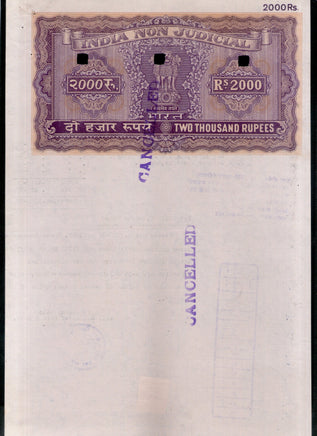 2000Rs.
INDIA NON JUDICIAL
२०००रु.
Rs 2000
भारत
दो हजार रुपये
TWO THOUSAND RUPEES
CANCELLED
CANCELLED